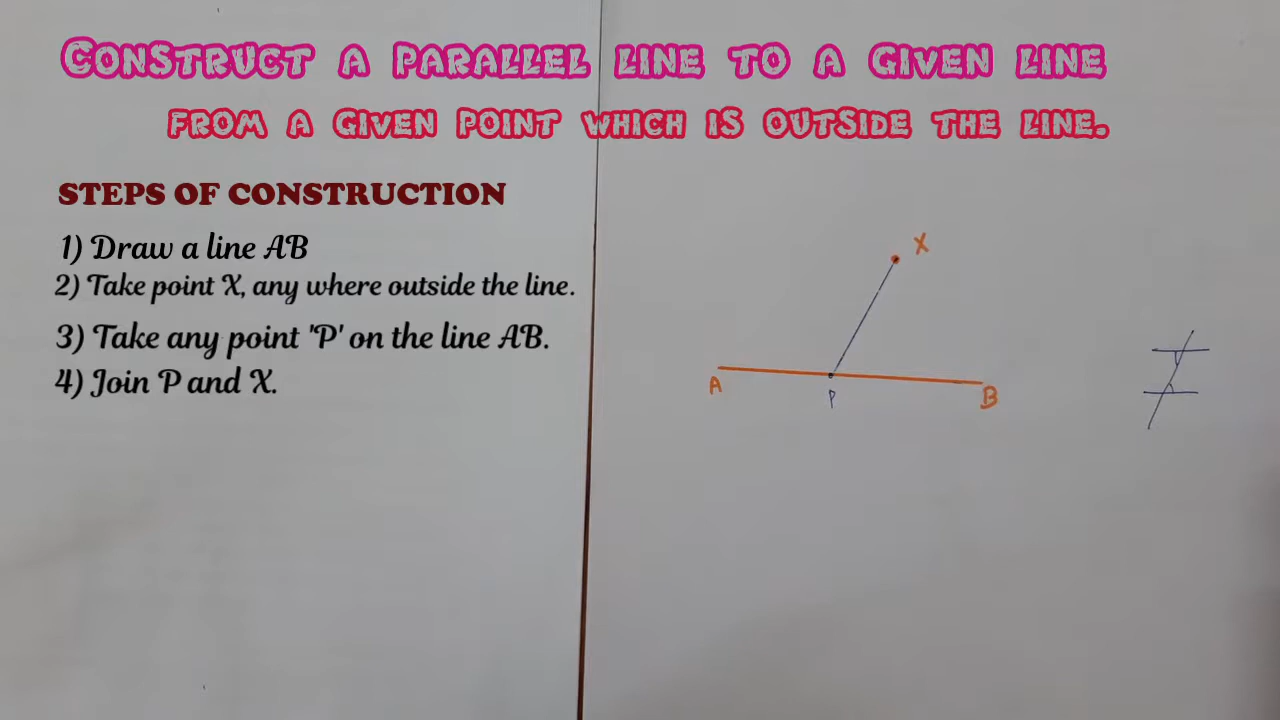 CONSTRUCT A PARALLEL LINE TO A GIVEN LINE
FROM A GIVEN POINT WHICH IS OUTSIDE THE LINE.
STEPS OF CONSTRUCTION
1) Draw a line AB
2) Take point X, any where outside the line.
3) Take any point 'P' on the line AB.
4) Join P and X.
X
A
P
B